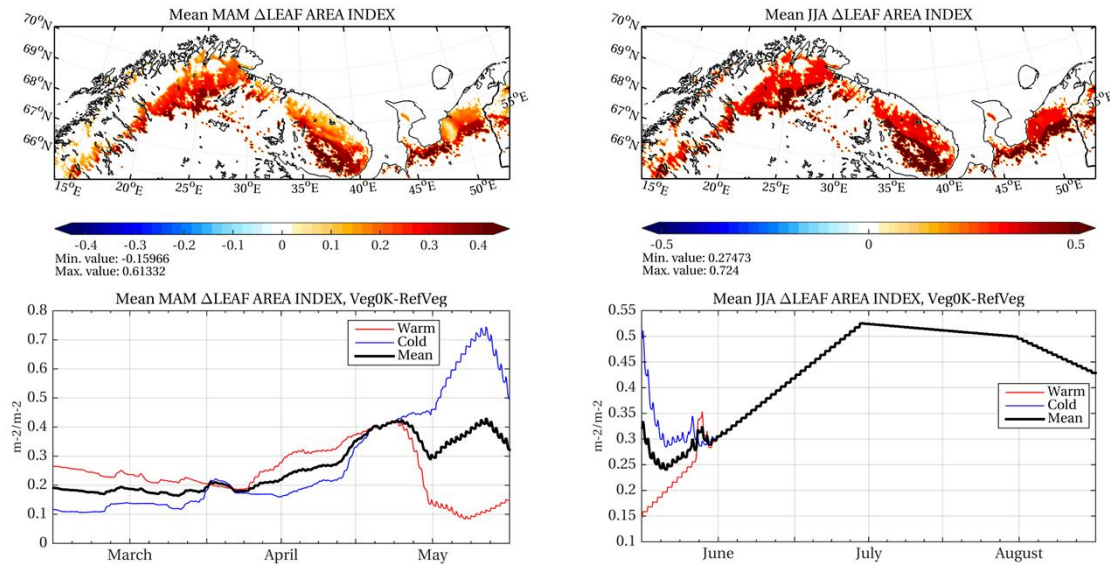 Mean MAM ΔLEAF AREA INDEX
70°N
69°N
68°N
67°N
66°N
15°E
20°E
25°E
30°E
35°E
40°E
45°E
50°E
55°E
-0.4 -0.3 -0.2 -0.1 0 0.1 0.2 0.3 0.4
Min. value: -0.15966
Max. value: 0.61332
Mean JJA ΔLEAF AREA INDEX
70°N
69°N
68°N
67°N
66°N
15°E
20°E
25°E
30°E
35°E
40°E
45°E
50°E
55°E
-0.5 0 0.5
Min. value: 0.27473
Max. value: 0.724
Mean MAM ΔLEAF AREA INDEX, Veg0K-RefVeg
0.8
0.7
0.6
0.5
0.4
0.3
0.2
0.1
0
m-2/m-2
Warm
Cold
Mean
March April May
Mean JJA ΔLEAF AREA INDEX, Veg0K-RefVeg
0.55
0.5
0.45
0.4
0.35
0.3
0.25
0.2
0.15
0.1
m-2/m-2
Warm
Cold
Mean
June July August